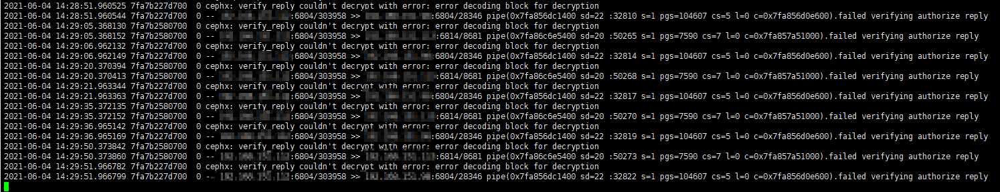 2021-06-04 14:28:51.960525 7fa7b227d700 0 cephx: verify_reply couldn't decrypt with error: error decoding block for decryption
2021-06-04 14:28:51.960544 7fa7b227d700 0 -- :6804/303958 >> :6804/28346 pipe(0x7fa856dc1400 sd=22 :32810 s=1 pgs=104607 cs=5 l=0 c=0x7fa856d0e600).failed verifying authorize reply
2021-06-04 14:29:05.368130 7fa7b2580700 0 cephx: verify_reply couldn't decrypt with error: error decoding block for decryption
2021-06-04 14:29:05.368152 7fa7b2580700 0 -- :6804/303958 >> :6814/8681 pipe(0x7fa86c6e5400 sd=20 :50265 s=1 pgs=7590 cs=7 l=0 c=0x7fa857a51000).failed verifying authorize reply
2021-06-04 14:29:06.962132 7fa7b227d700 0 cephx: verify_reply couldn't decrypt with error: error decoding block for decryption
2021-06-04 14:29:06.962149 7fa7b227d700 0 -- :6804/303958 >> :6804/28346 pipe(0x7fa856dc1400 sd=22 :32814 s=1 pgs=104607 cs=5 l=0 c=0x7fa856d0e600).failed verifying authorize reply
2021-06-04 14:29:20.370394 7fa7b2580700 0 cephx: verify_reply couldn't decrypt with error: error decoding block for decryption
2021-06-04 14:29:20.370413 7fa7b2580700 0 -- :6804/303958 >> :6814/8681 pipe(0x7fa86c6e5400 sd=20 :50268 s=1 pgs=7590 cs=7 l=0 c=0x7fa857a51000).failed verifying authorize reply
2021-06-04 14:29:21.963344 7fa7b227d700 0 cephx: verify_reply couldn't decrypt with error: error decoding block for decryption
2021-06-04 14:29:21.963363 7fa7b227d700 0 -- :6804/303958 >> :6804/28346 pipe(0x7fa856dc1400 sd=22 :32817 s=1 pgs=104607 cs=5 l=0 c=0x7fa856d0e600).failed verifying authorize reply
2021-06-04 14:29:35.372135 7fa7b2580700 0 cephx: verify_reply couldn't decrypt with error: error decoding block for decryption
2021-06-04 14:29:35.372152 7fa7b2580700 0 -- :6804/303958 >> :6814/8681 pipe(0x7fa86c6e5400 sd=20 :50270 s=1 pgs=7590 cs=7 l=0 c=0x7fa857a51000).failed verifying authorize reply
2021-06-04 14:29:36.965142 7fa7b227d700 0 cephx: verify_reply couldn't decrypt with error: error decoding block for decryption
2021-06-04 14:29:36.965169 7fa7b227d700 0 -- :6804/303958 >> :6804/28346 pipe(0x7fa856dc1400 sd=22 :32819 s=1 pgs=104607 cs=5 l=0 c=0x7fa856d0e600).failed verifying authorize reply
2021-06-04 14:29:50.373842 7fa7b2580700 0 cephx: verify_reply couldn't decrypt with error: error decoding block for decryption
2021-06-04 14:29:50.373860 7fa7b2580700 0 -- :6804/303958 >> :6814/8681 pipe(0x7fa86c6e5400 sd=20 :50273 s=1 pgs=7590 cs=7 l=0 c=0x7fa857a51000).failed verifying authorize reply
2021-06-04 14:29:51.966782 7fa7b227d700 0 cephx: verify_reply couldn't decrypt with error: error decoding block for decryption
2021-06-04 14:29:51.966799 7fa7b227d700 0 -- :6804/303958 >> :6804/28346 pipe(0x7fa856dc1400 sd=22 :32822 s=1 pgs=104607 cs=5 l=0 c=0x7fa856d0e600).failed verifying authorize reply